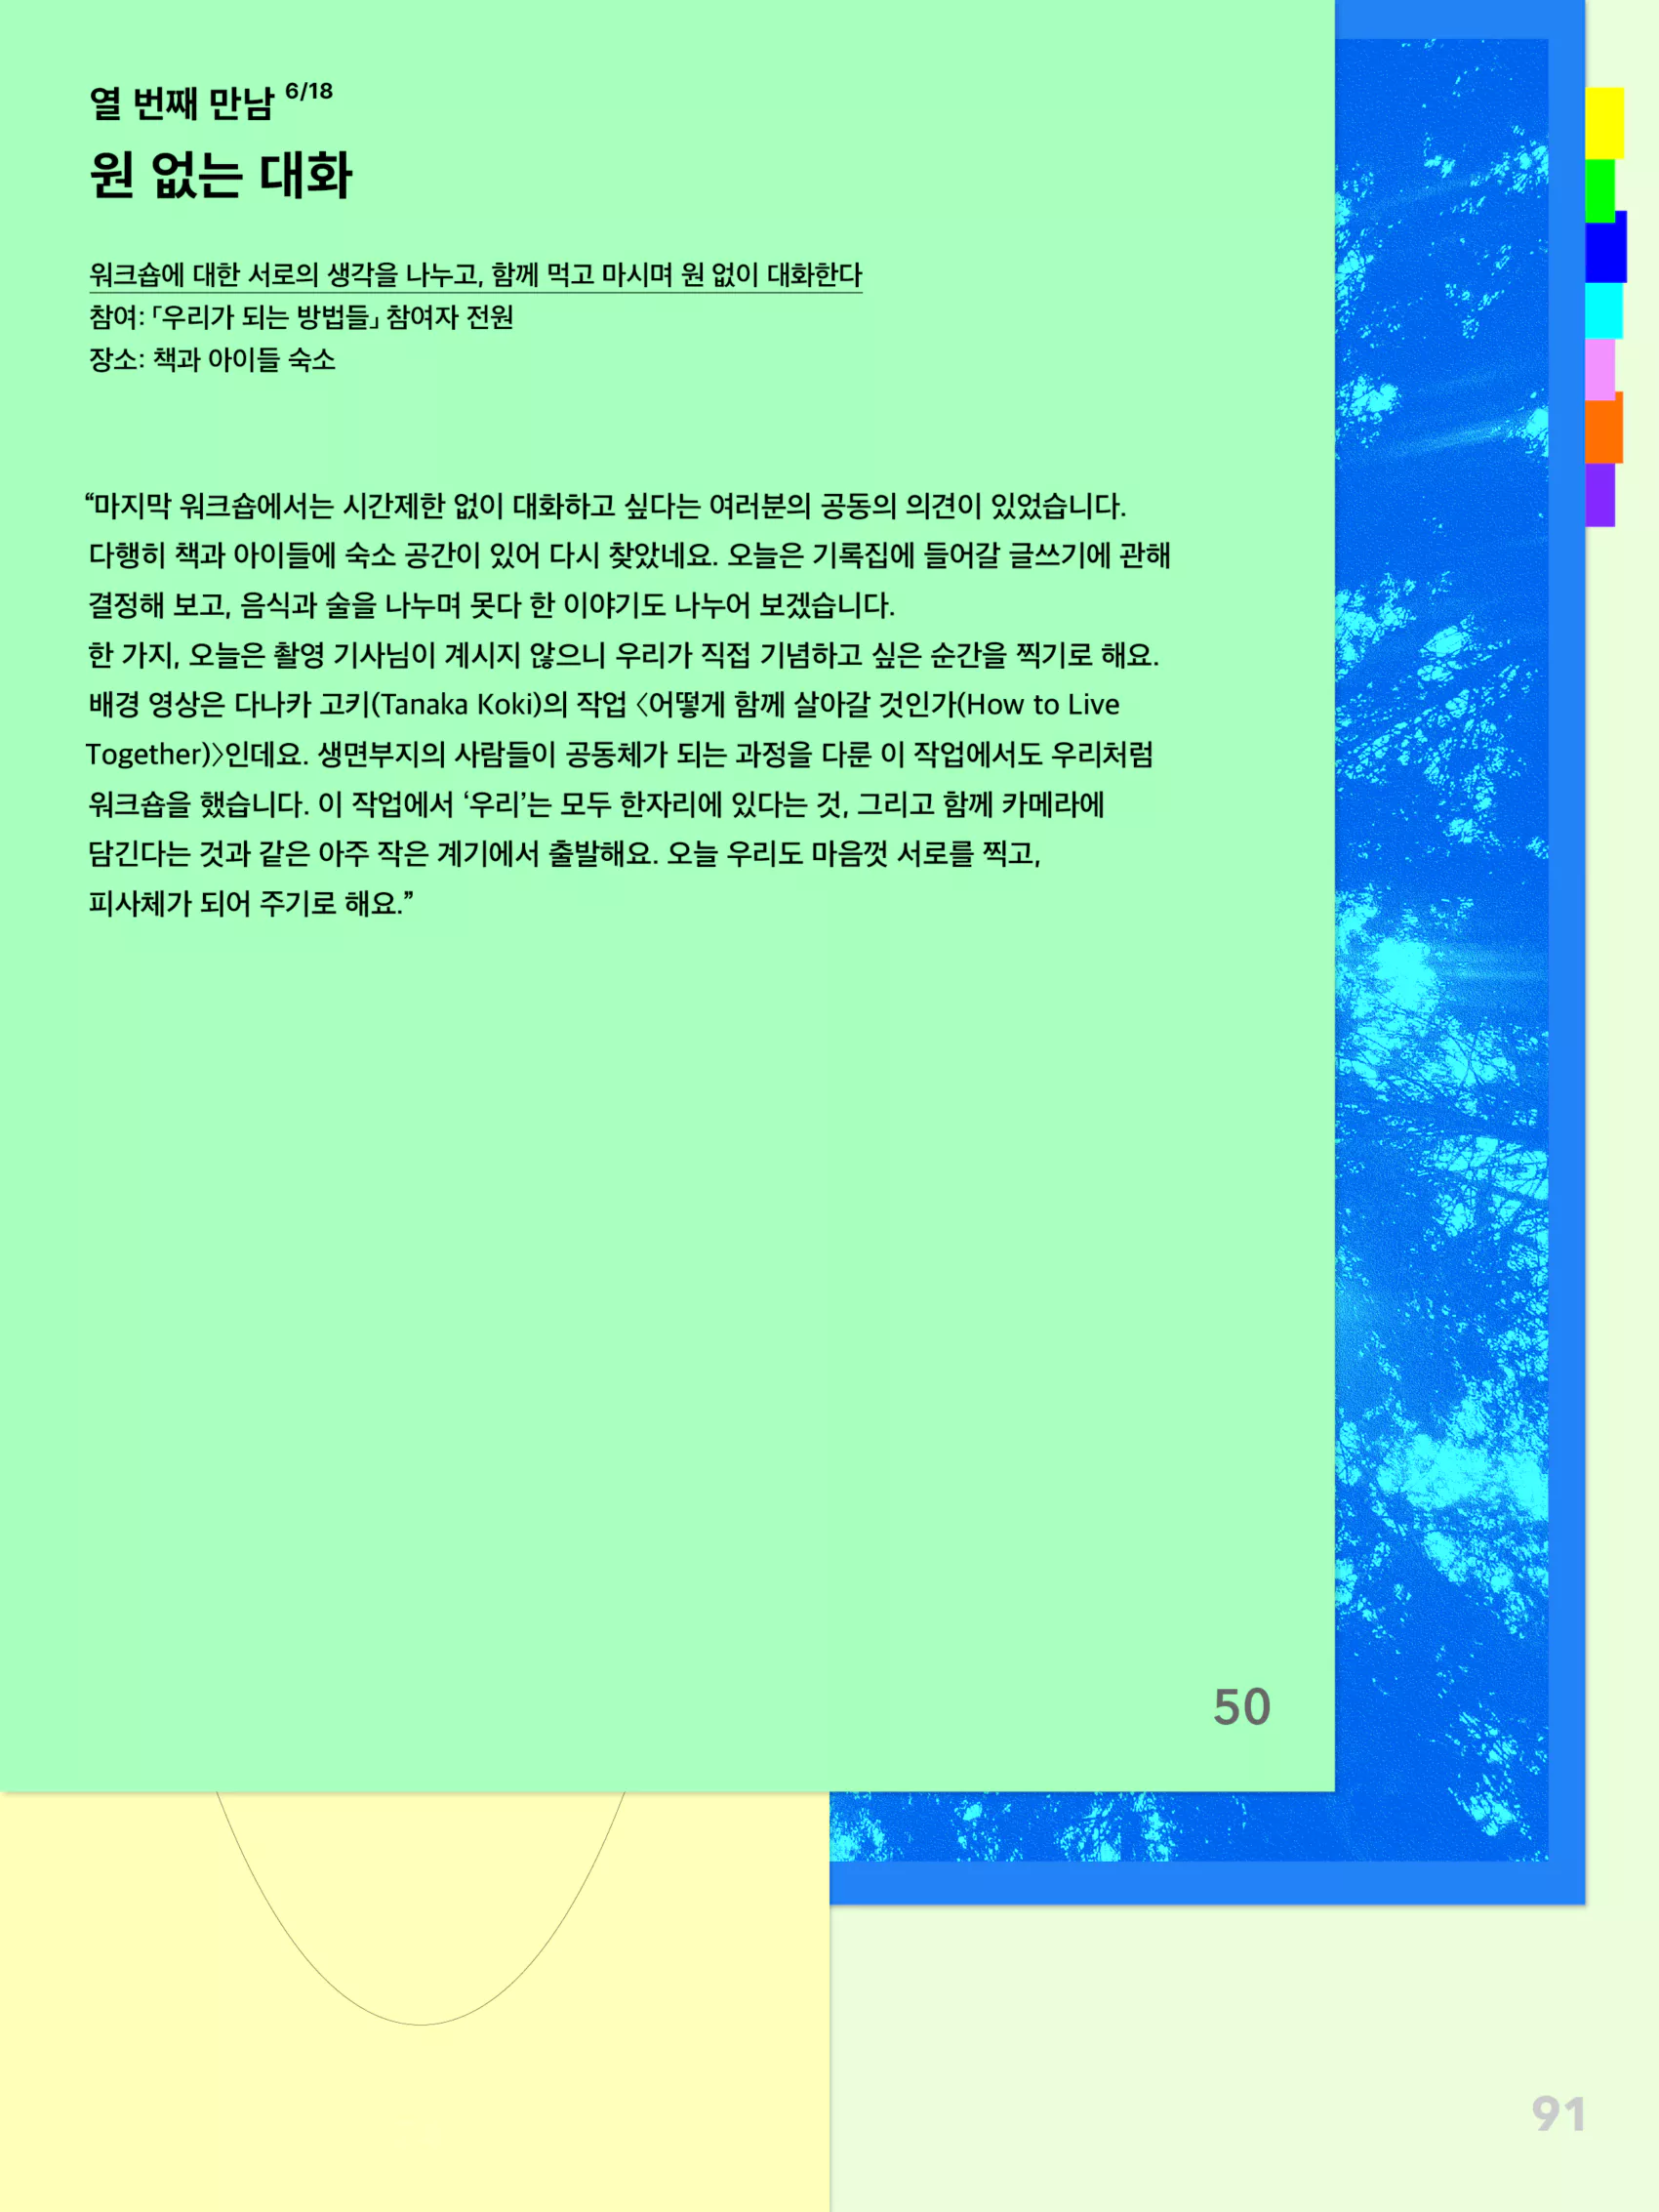 열 번째 만남 6/18
원 없는 대화
워크숍에 대한 서로의 생각을 나누고, 함께 먹고 마시며 원 없이 대화한다
참여: 「우리가 되는 방법들」 참여자 전원
장소: 책과 아이들 숙소
“마지막 워크숍에서는 시간제한 없이 대화하고 싶다는 여러분의 공동의 의견이 있었습니다.
다행히 책과 아이들에 숙소 공간이 있어 다시 찾았네요. 오늘은 기록집에 들어갈 글쓰기에 관해
결정해 보고, 음식과 술을 나누며 못다 한 이야기도 나누어 보겠습니다.
한 가지, 오늘은 촬영 기사님이 계시지 않으니 우리가 직접 기념하고 싶은 순간을 찍기로 해요.
배경 영상은 다나카 고키(Tanaka Koki)의 작업 〈어떻게 함께 살아갈 것인가(How to Live
Together)〉인데요. 생면부지의 사람들이 공동체가 되는 과정을 다룬 이 작업에서도 우리처럼
워크숍을 했습니다. 이 작업에서 ‘우리’는 모두 한자리에 있다는 것, 그리고 함께 카메라에
담긴다는 것과 같은 아주 작은 계기에서 출발해요. 오늘 우리도 마음껏 서로를 찍고,
피사체가 되어 주기로 해요.”
50
91